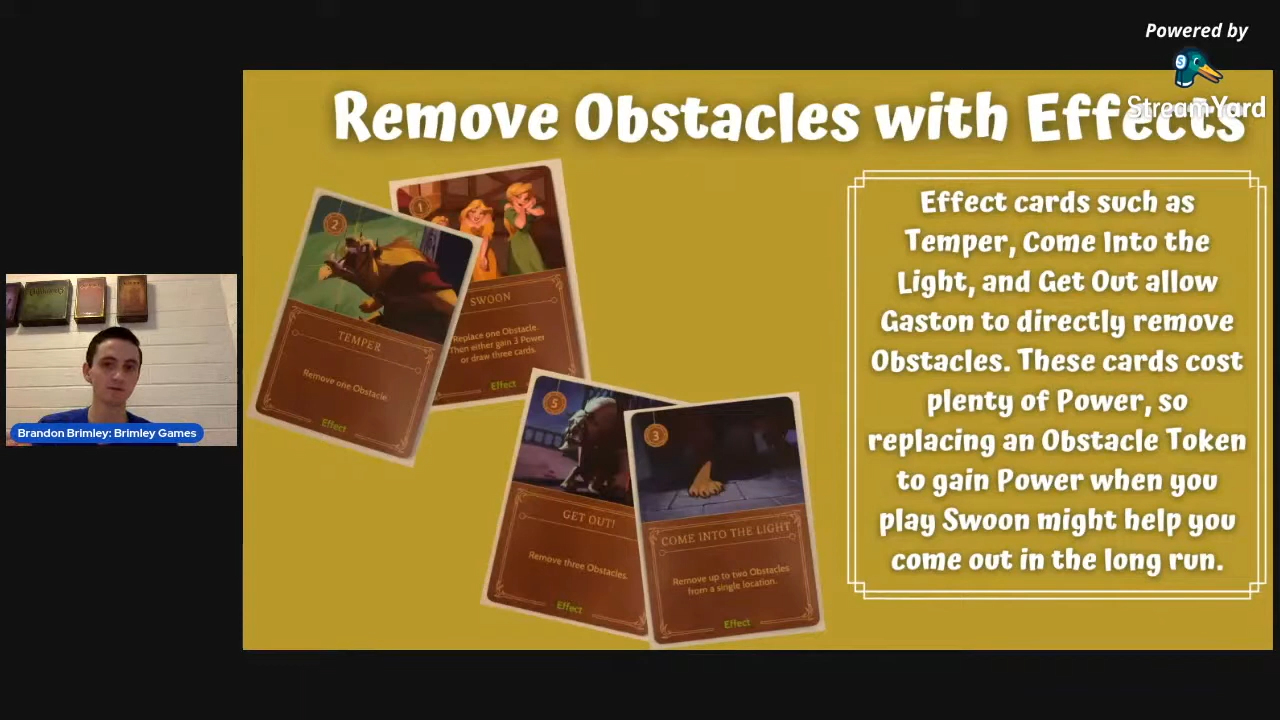 Powered by
StreamYard
Remove Obstacles with Effects
1
SWOON
Replace one Obstacle.
Then either gain 3 Power
or draw three cards.
Effect
2
TEMPER
Remove one Obstacle.
Effect
5
GET OUT!
Remove three Obstacles.
Effect
3
COME INTO THE LIGHT
Remove up to two Obstacles
from a single location.
Effect
Effect cards such as
Temper, Come Into the
Light, and Get Out allow
Gaston to directly remove
Obstacles. These cards cost
plenty of Power, so
replacing an Obstacle Token
to gain Power when you
play Swoon might help you
come out in the long run.
Brandon Brimley: Brimley Games